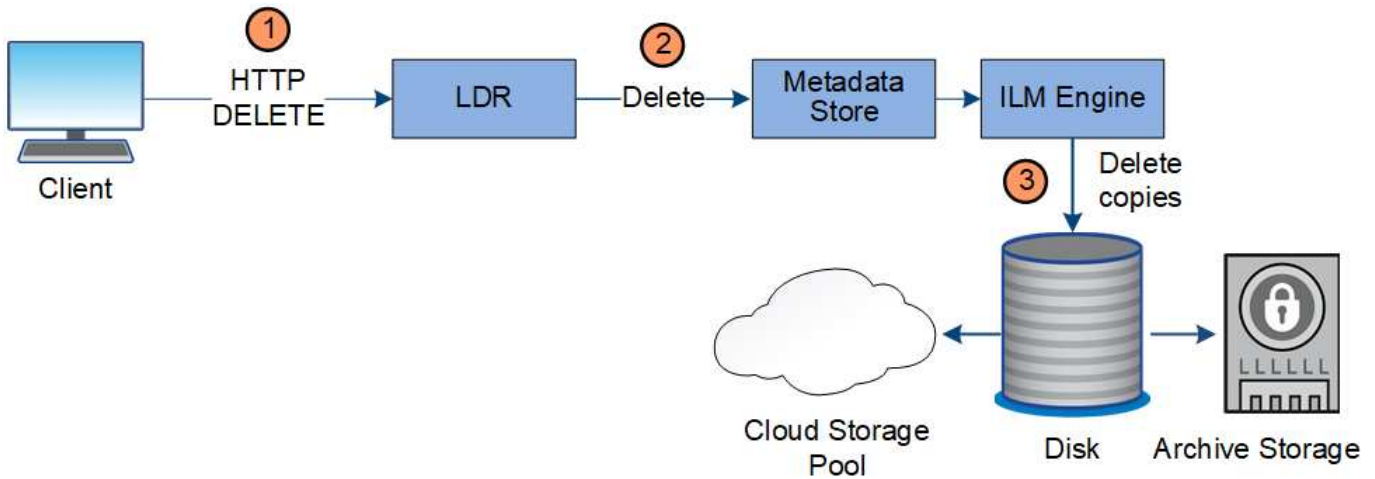 1
HTTP
DELETE
Client
LDR
2
Delete
Metadata
Store
ILM Engine
3
Delete
copies
Cloud Storage
Pool
Disk
LLLLLL
Archive Storage